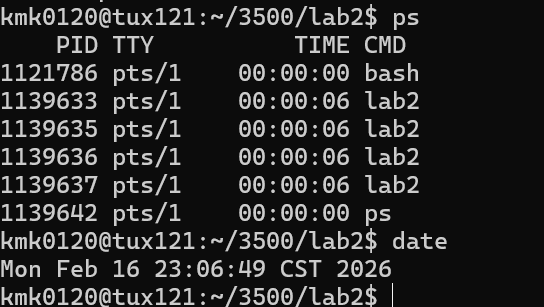 kmk0120@tux121:~/3500/lab2$ ps
    PID TTY          TIME CMD
1121786 pts/1    00:00:00 bash
1139633 pts/1    00:00:06 lab2
1139635 pts/1    00:00:06 lab2
1139636 pts/1    00:00:06 lab2
1139637 pts/1    00:00:06 lab2
1139642 pts/1    00:00:00 ps
kmk0120@tux121:~/3500/lab2$ date
Mon Feb 16 23:06:49 CST 2026
kmk0120@tux121:~/3500/lab2$